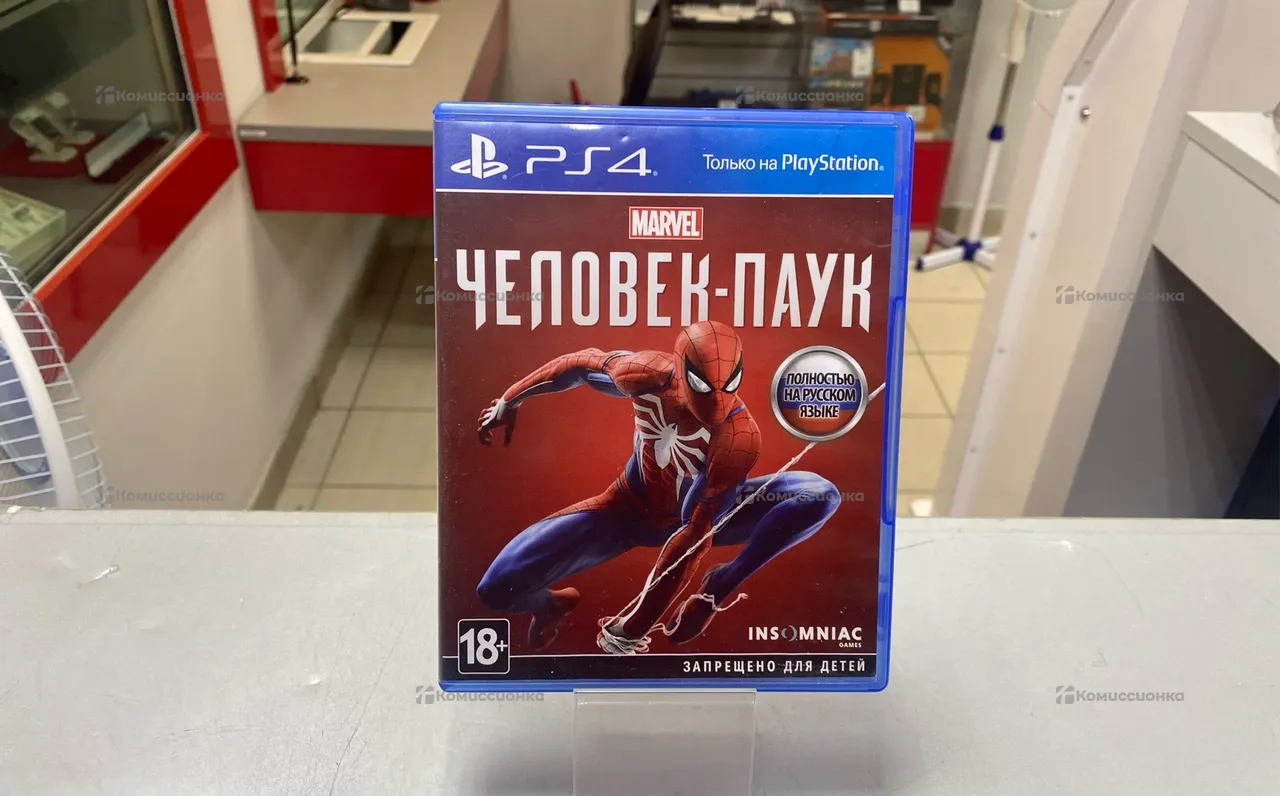 Комиссионка
Комиссионка
PS4
Только на PlayStation
MARVEL
ЧЕЛОВЕК-ПАУК
Комиссионка
Комиссионка
ПОЛНОСТЬЮ
НА РУССКОМ
ЯЗЫКЕ
Комиссионка
Комиссионка
INSOMNIAC
GAMES
18+
ЗАПРЕЩЕНО ДЛЯ ДЕТЕЙ
Комиссионка
Комиссионка